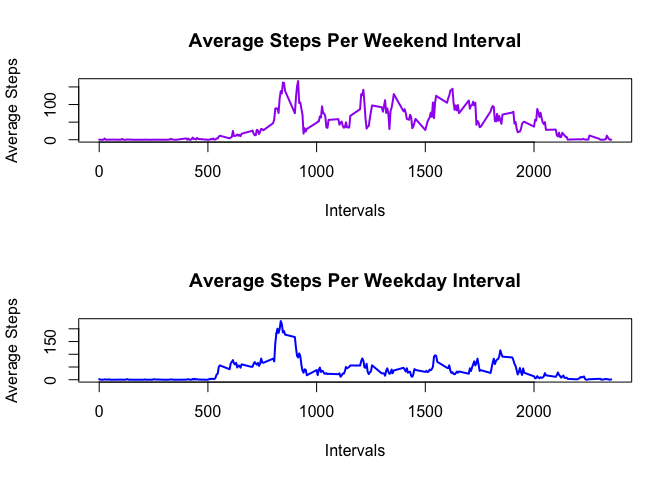 Average Steps Per Weekend Interval
Average Steps
100
0
0 500 1000 1500 2000
Intervals
Average Steps Per Weekday Interval
Average Steps
150
0
0 500 1000 1500 2000
Intervals